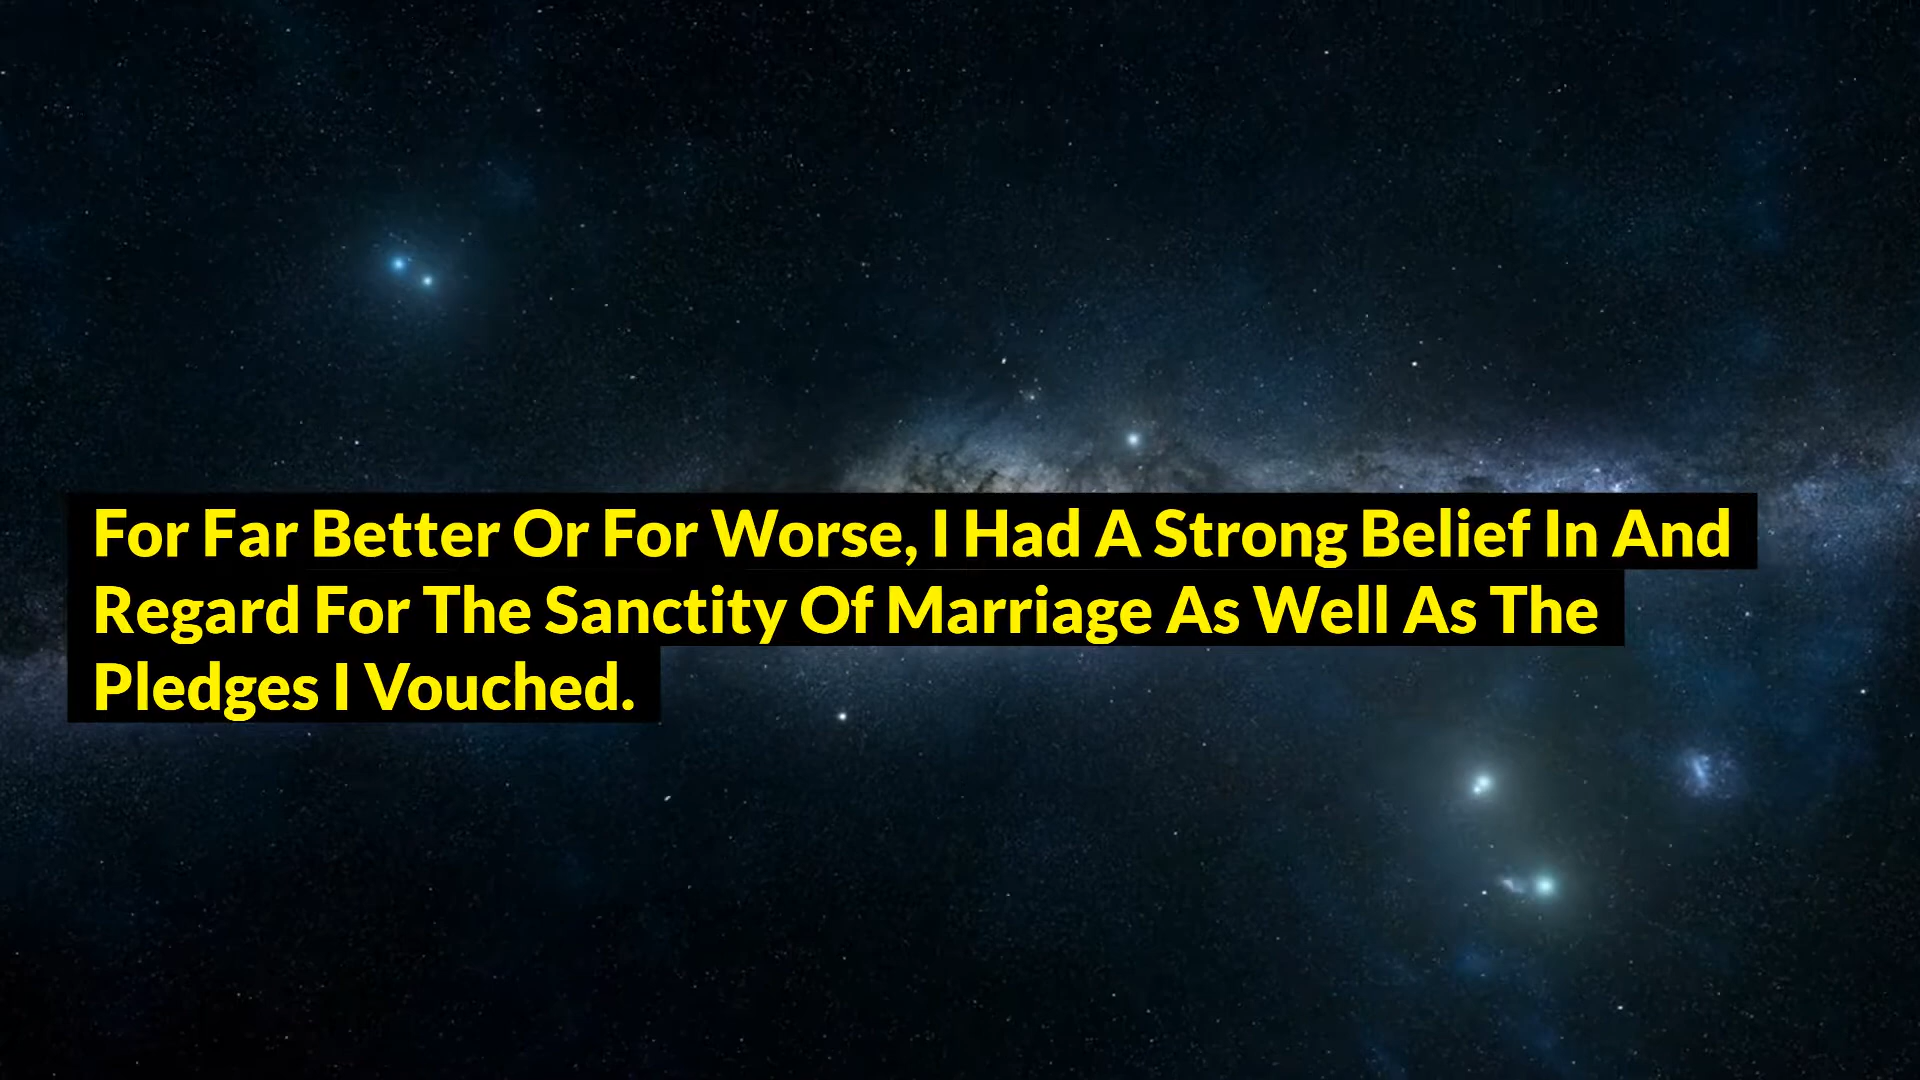 For Far Better Or For Worse, I Had A Strong Belief In And
Regard For The Sanctity Of Marriage As Well As The
Pledges I Vouched.